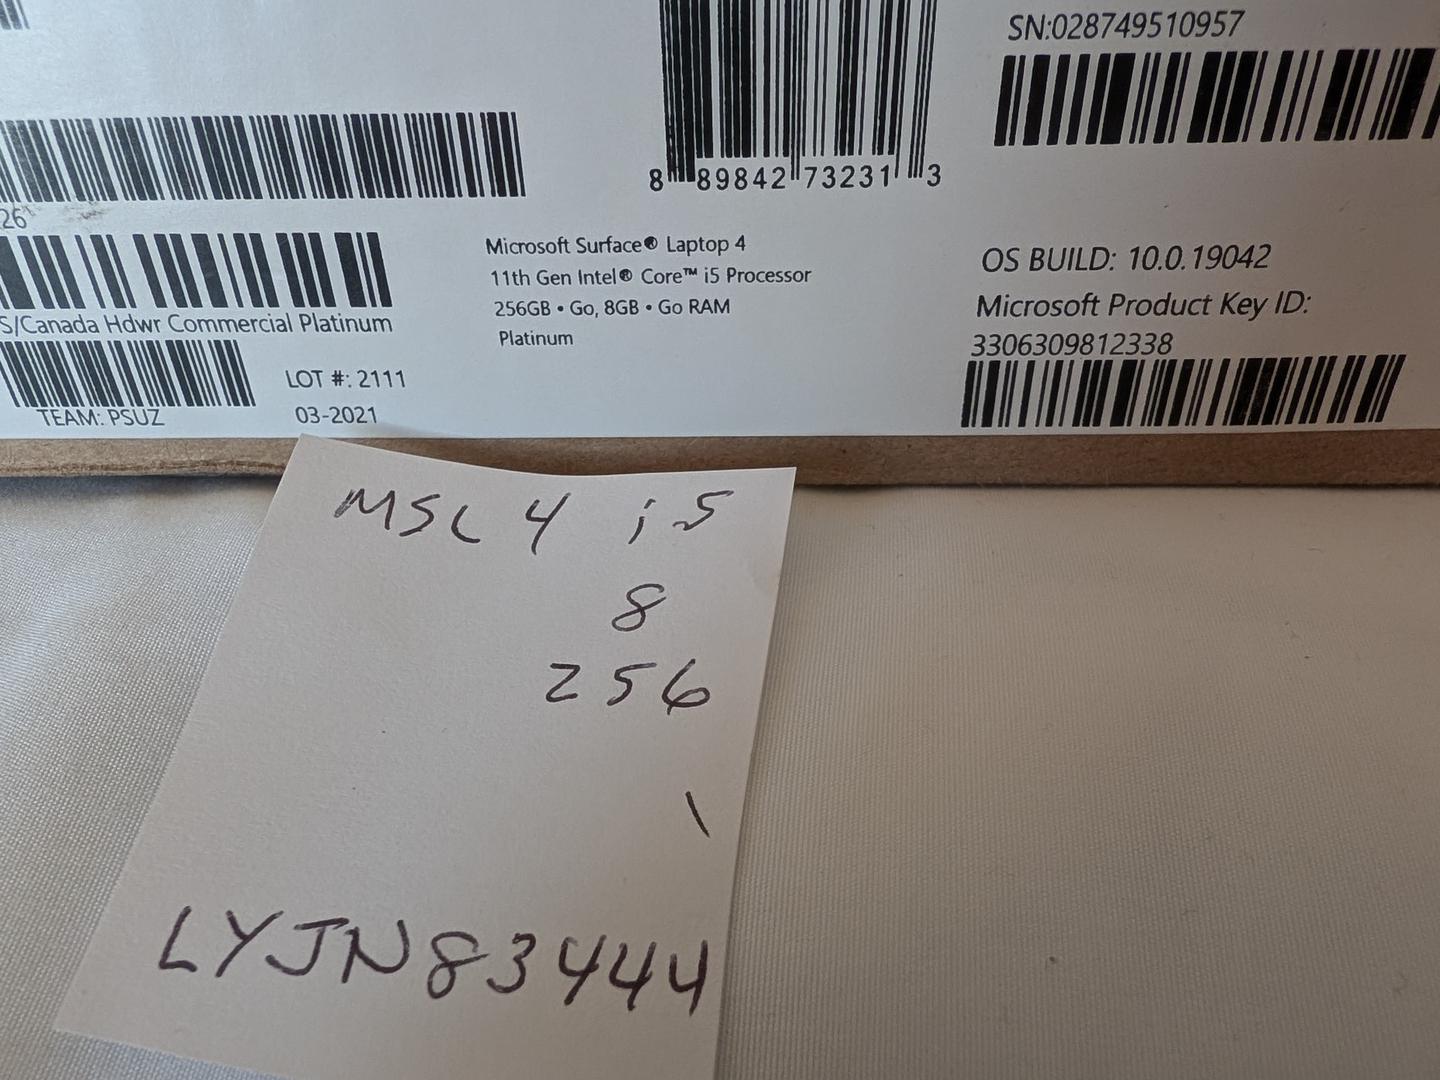 SN:028749510957
8 89842 73231 3
26
Microsoft Surface® Laptop 4
11th Gen Intel® Core™ i5 Processor
256GB • Go, 8GB • Go RAM
Platinum
OS BUILD: 10.0.19042
Microsoft Product Key ID:
3306309812338
S/Canada Hdwr Commercial Platinum
LOT #: 2111
TEAM: PSUZ
03-2021
MSL 4 i5
8
256
\
LYJN83444